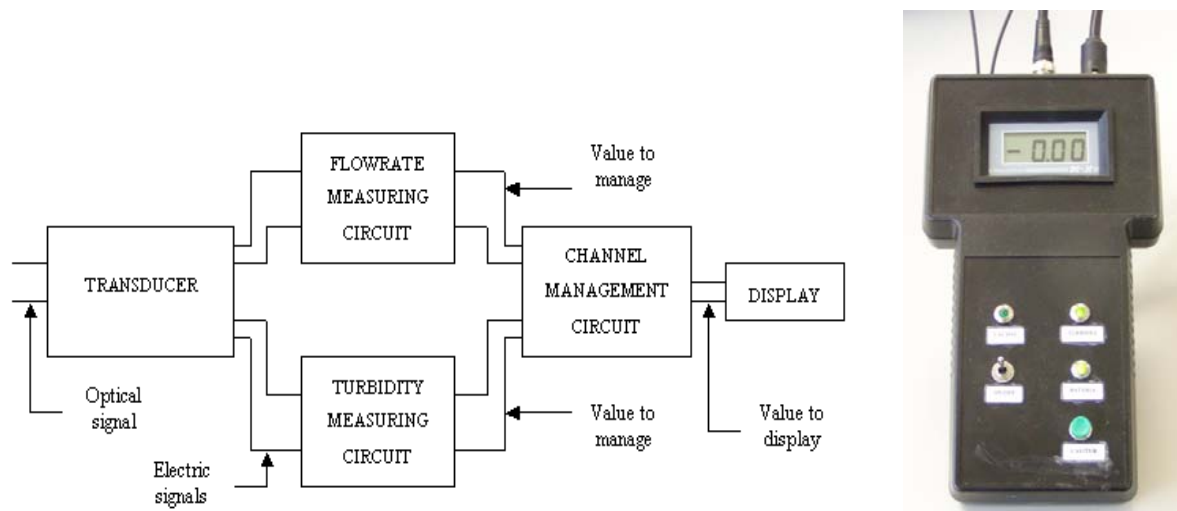 FLOWRATE
MEASURING
CIRCUIT
Value to
manage
TRANSDUCER
CHANNEL
MANAGEMENT
CIRCUIT
DISPLAY
Optical
signal
TURBIDITY
MEASURING
CIRCUIT
Value to
manage
Value to
display
Electric
signals
- 0.00